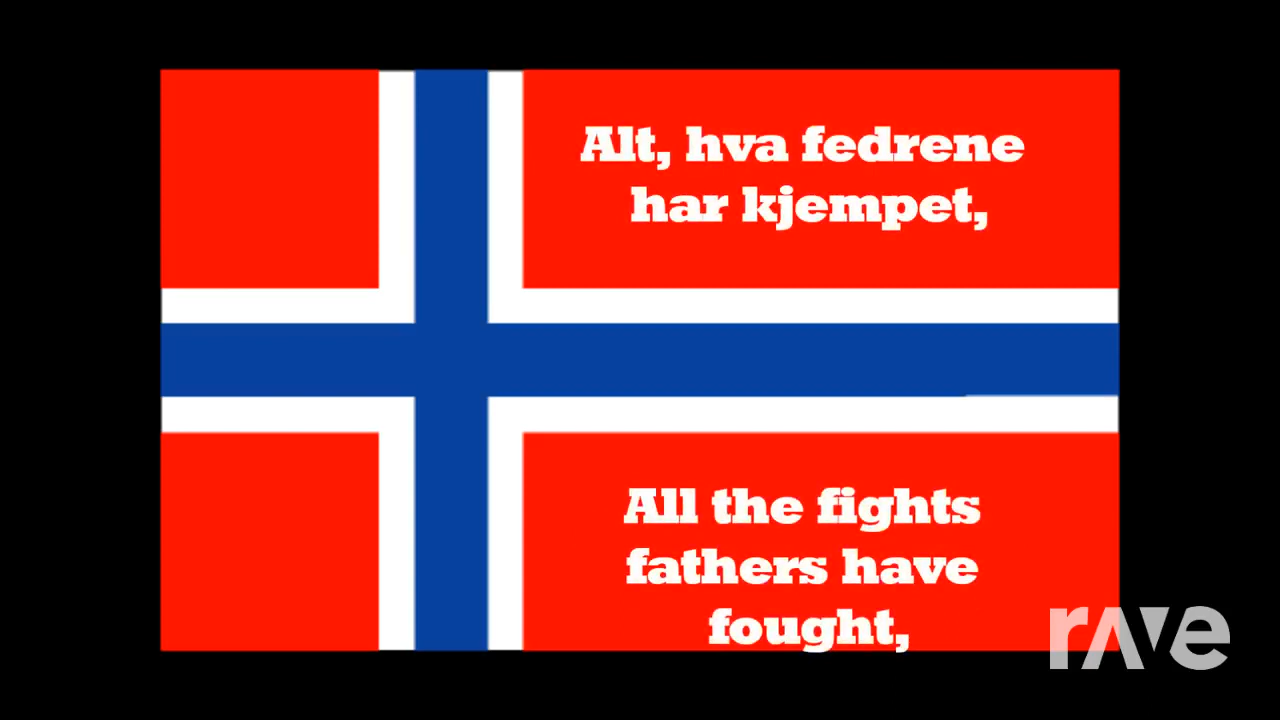 Alt, hva fedrene
har kjempet,
All the fights
fathers have
fought,
rave